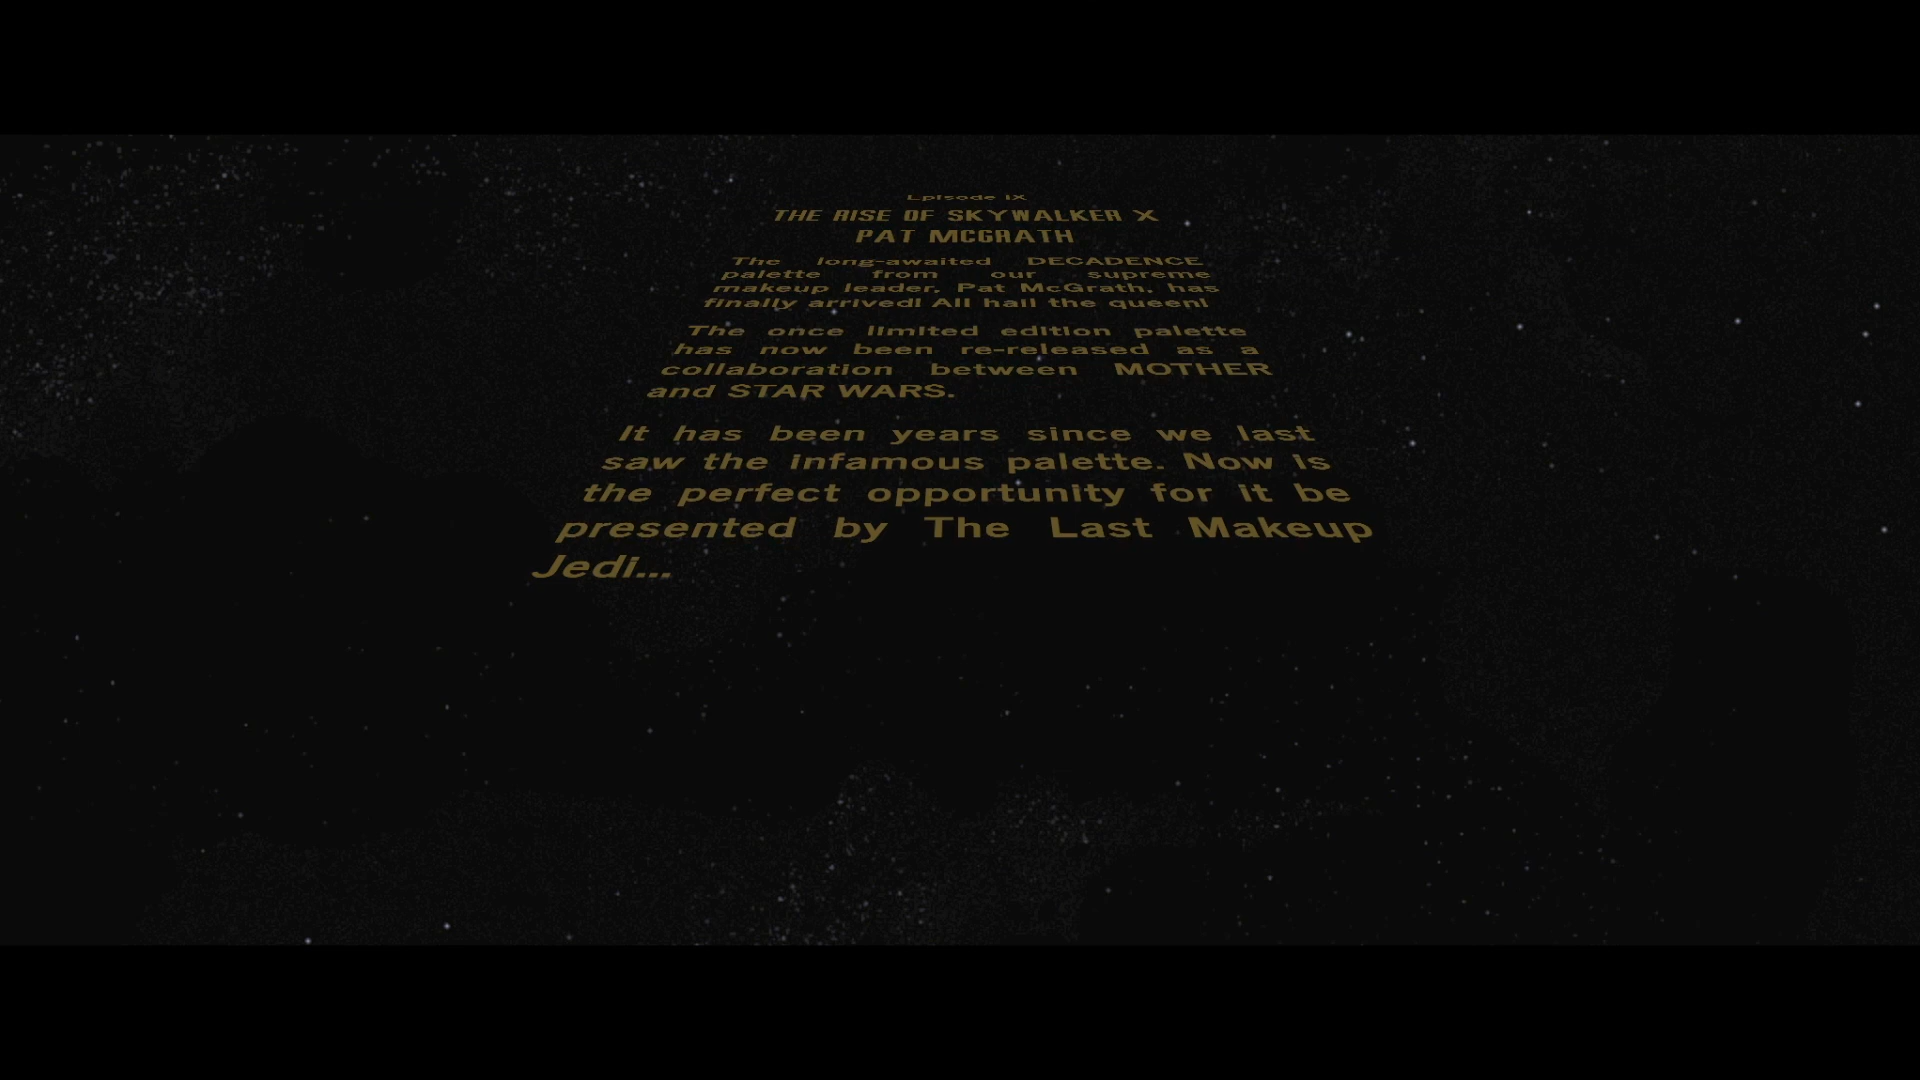 Episode IX
THE RISE OF SKYWALKER X
PAT MCGRATH
The long-awaited DECADENCE
palette from our supreme
makeup leader, Pat McGrath, has
finally arrived! All hail the queen!
The once limited edition palette
has now been re-released as a
collaboration between MOTHER
and STAR WARS.
It has been years since we last
saw the infamous palette. Now is
the perfect opportunity for it be
presented by The Last Makeup
Jedi...